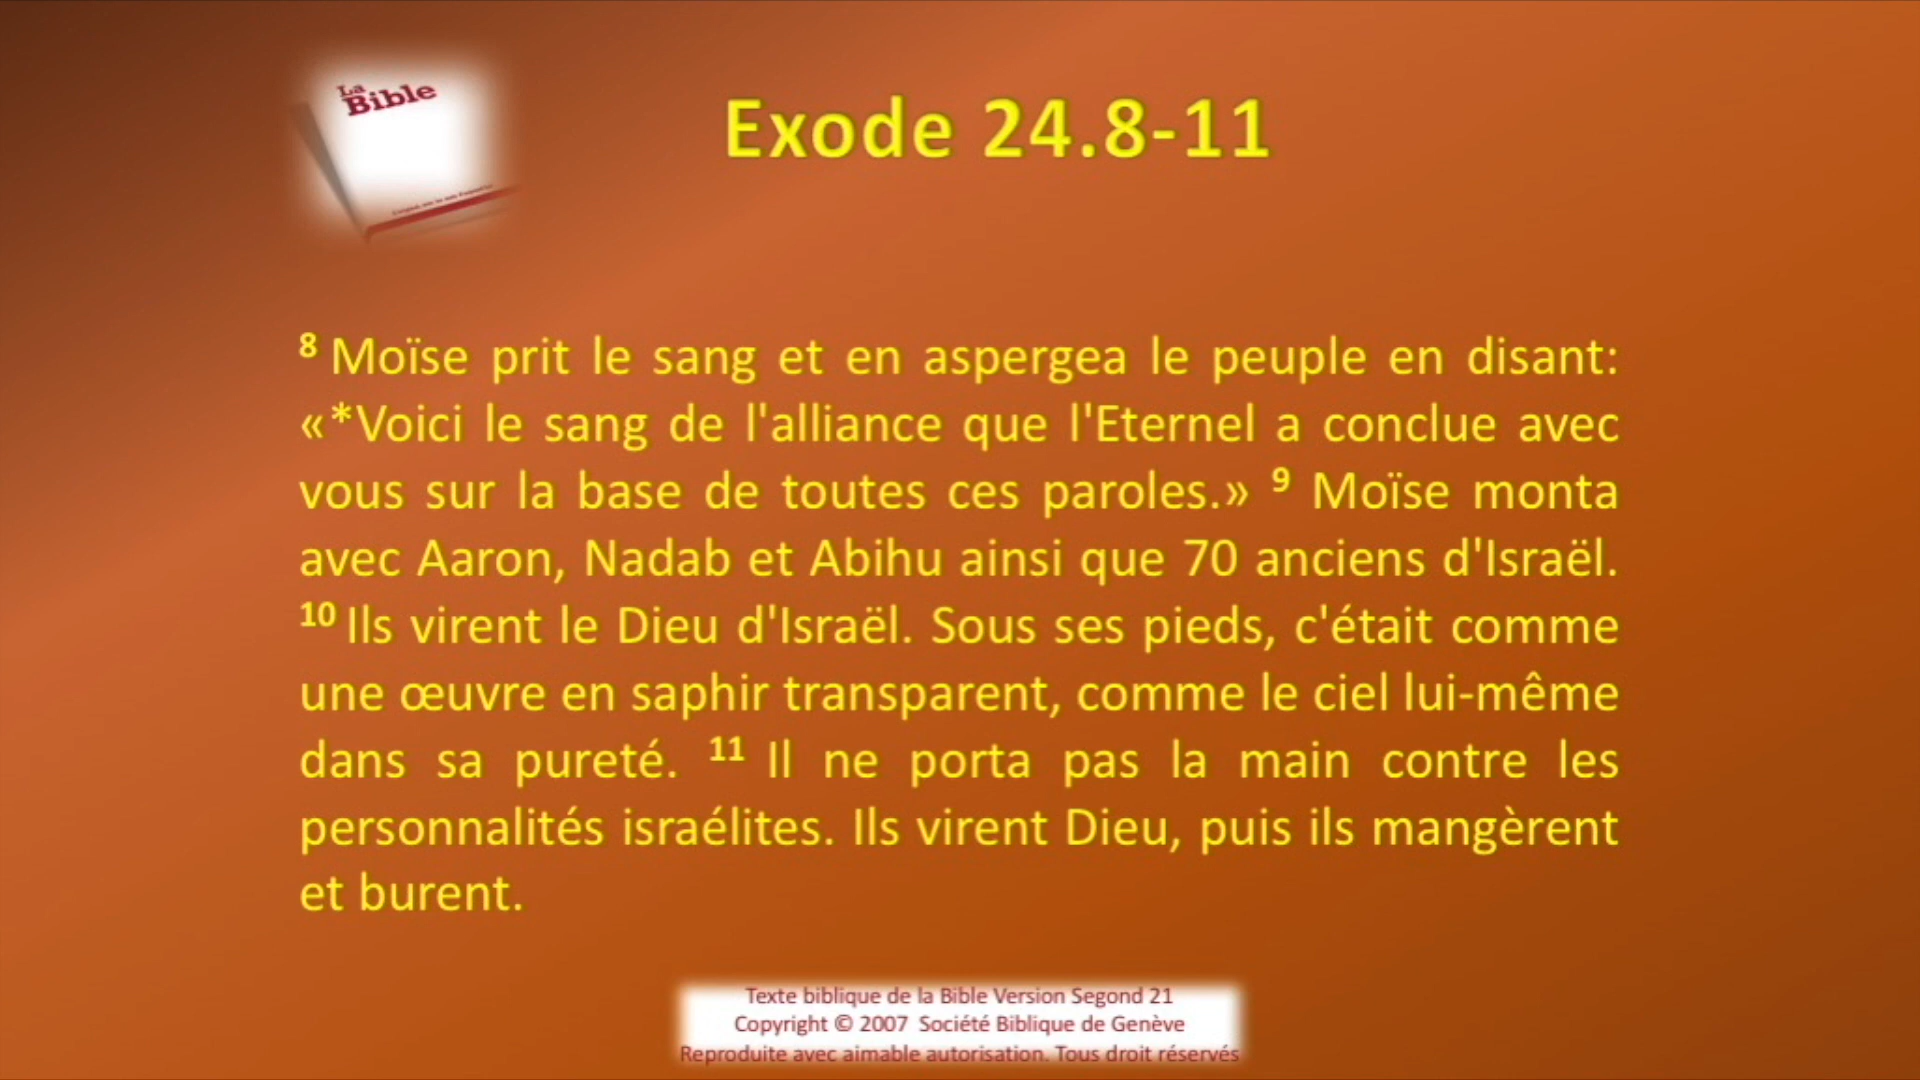 La
Bible
Exode 24.8-11
8 Moïse prit le sang et en aspergea le peuple en disant:
«*Voici le sang de l'alliance que l'Eternel a conclue avec
vous sur la base de toutes ces paroles.» 9 Moïse monta
avec Aaron, Nadab et Abihu ainsi que 70 anciens d'Israël.
10 Ils virent le Dieu d'Israël. Sous ses pieds, c'était comme
une œuvre en saphir transparent, comme le ciel lui-même
dans sa pureté. 11 Il ne porta pas la main contre les
personnalités israélites. Ils virent Dieu, puis ils mangèrent
et burent.
Texte biblique de la Bible Version Segond 21
Copyright © 2007 Société Biblique de Genève
Reproduite avec aimable autorisation. Tous droit réservés